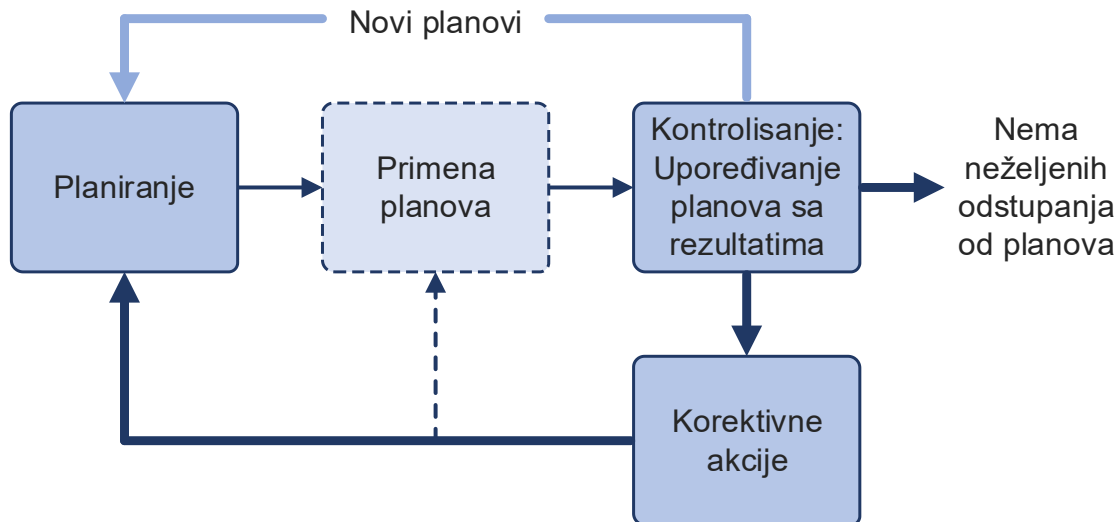 Novi planovi
Planiranje
Primena
planova
Kontrolisanje:
Upoređivanje
planova sa
rezultatima
Nema
neželjenih
odstupanja
od planova
Korektivne
akcije